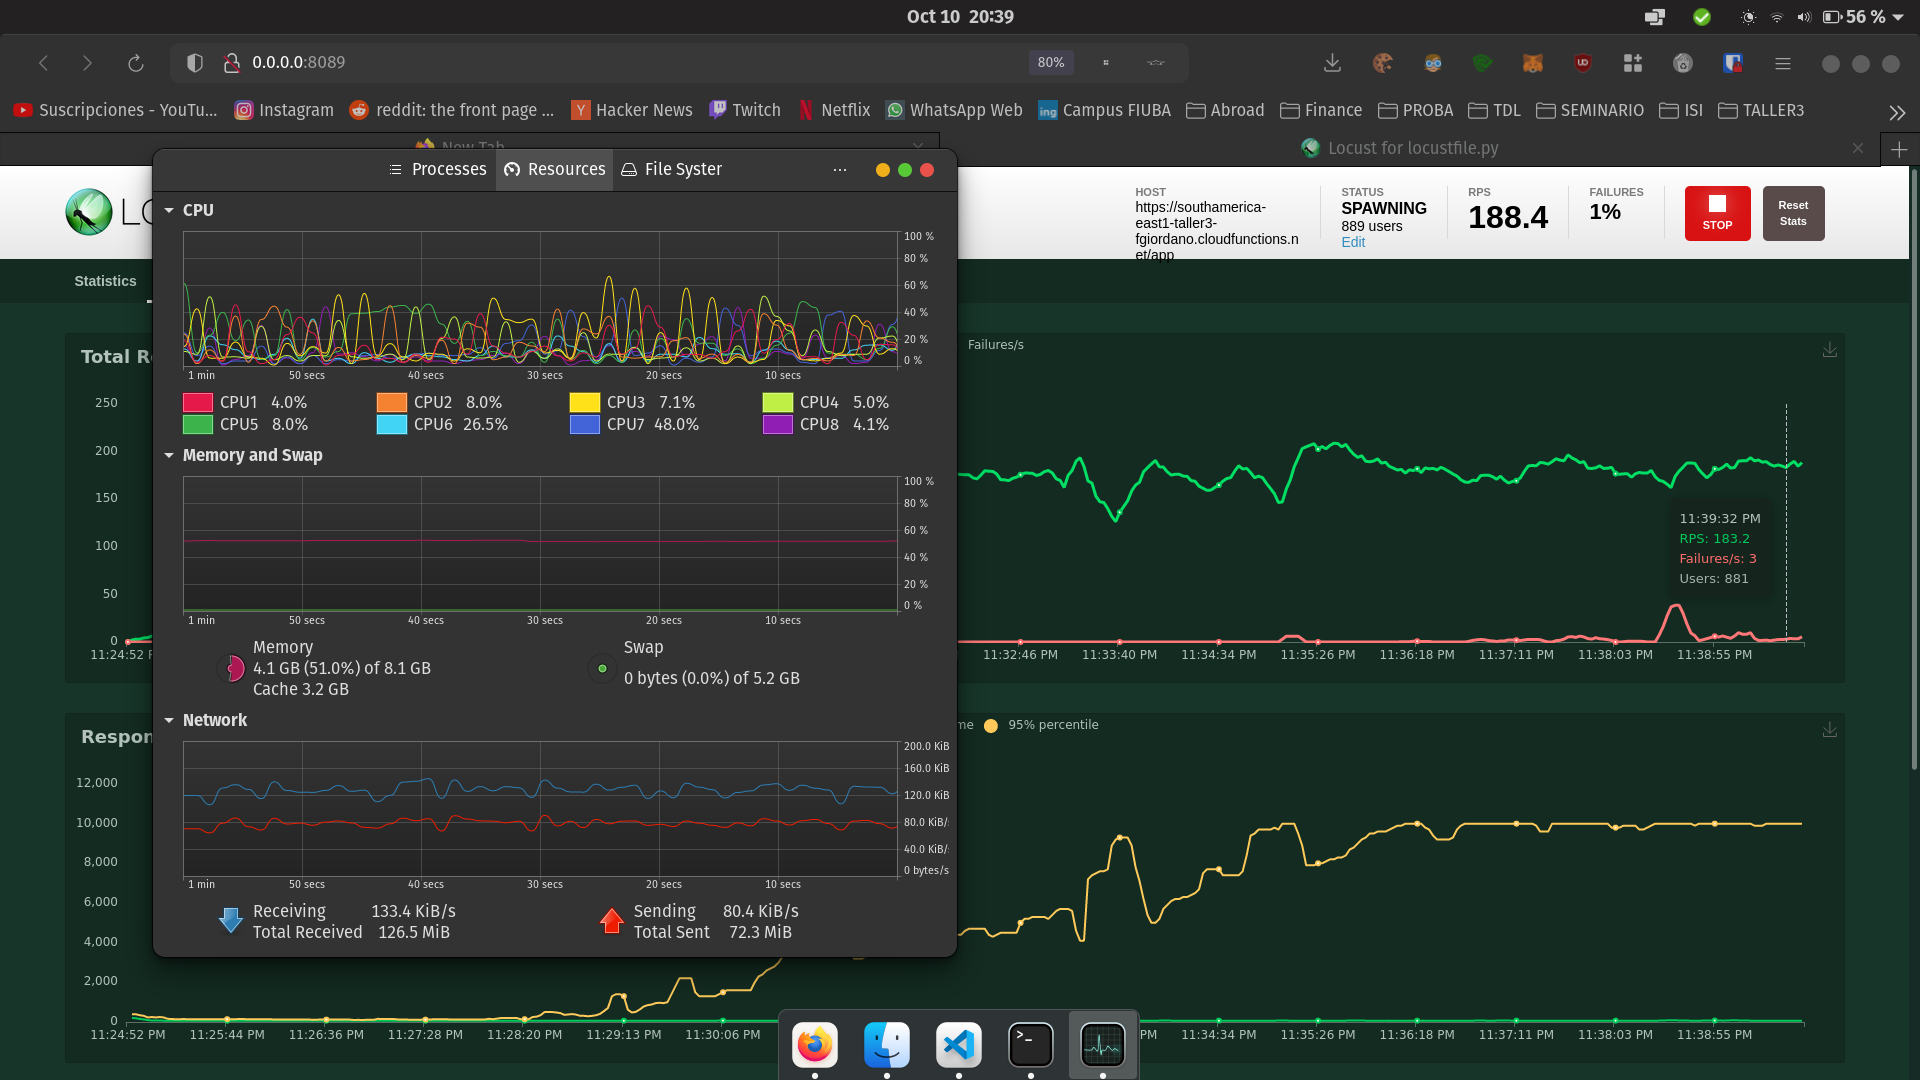 Oct 10 20:39
56 %
0.0.0.0:8089
80%
Suscripciones - YouTu...
Instagram
reddit: the front page ...
Hacker News
Twitch
Netflix
WhatsApp Web
Campus FIUBA
Abroad
Finance
PROBA
TDL
SEMINARIO
ISI
TALLER3
New Tab
Locust for locustfile.py
Processes
Resources
File Syster
HOST
https://southamerica-
east1-taller3-
fgiordano.cloudfunctions.n
et/app
STATUS
SPAWNING
889 users
Edit
RPS
188.4
FAILURES
1%
STOP
Reset
Stats
LO
Statistics
CPU
100 %
80 %
60 %
40 %
20 %
0 %
1 min
50 secs
40 secs
30 secs
20 secs
10 secs
CPU1 4.0%
CPU2 8.0%
CPU3 7.1%
CPU4 5.0%
CPU5 8.0%
CPU6 26.5%
CPU7 48.0%
CPU8 4.1%
Memory and Swap
100 %
80 %
60 %
40 %
20 %
0 %
1 min
50 secs
40 secs
30 secs
20 secs
10 secs
Memory
4.1 GB (51.0%) of 8.1 GB
Cache 3.2 GB
Swap
0 bytes (0.0%) of 5.2 GB
Network
200.0 KiB
160.0 KiB
120.0 KiB
80.0 KiB/
40.0 KiB/
0 bytes/s
1 min
50 secs
40 secs
30 secs
20 secs
10 secs
Receiving 133.4 KiB/s
Total Received 126.5 MiB
Sending 80.4 KiB/s
Total Sent 72.3 MiB
Total Re
Failures/s
250
200
150
100
50
0
11:39:32 PM
RPS: 183.2
Failures/s: 3
Users: 881
11:24:52 P
11:32:46 PM
11:33:40 PM
11:34:34 PM
11:35:26 PM
11:36:18 PM
11:37:11 PM
11:38:03 PM
11:38:55 PM
Respon
me
95% percentile
12,000
10,000
8,000
6,000
4,000
2,000
0
11:24:52 PM
11:25:44 PM
11:26:36 PM
11:27:28 PM
11:28:20 PM
11:29:13 PM
11:30:06 PM
PM
11:34:34 PM
11:35:26 PM
11:36:18 PM
11:37:11 PM
11:38:03 PM
11:38:55 PM